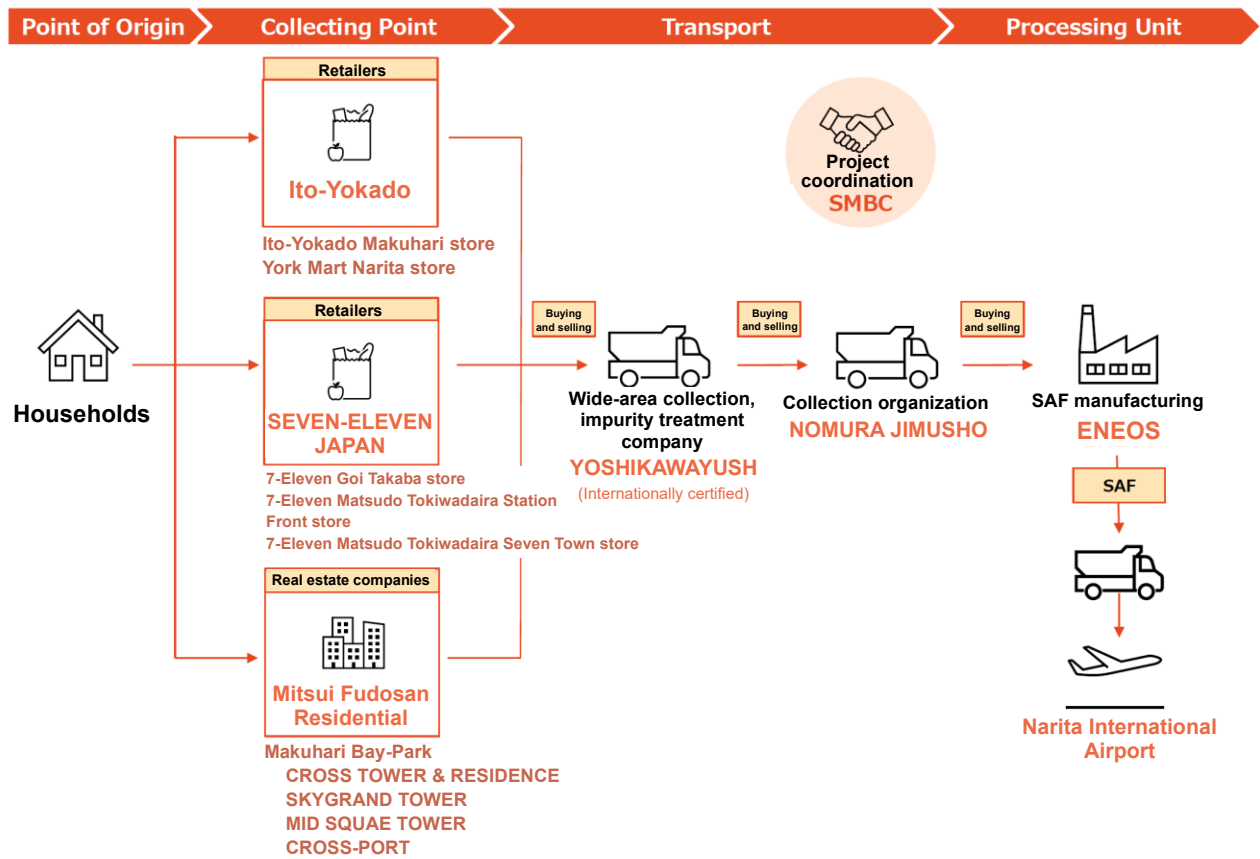 Point of Origin
Collecting Point
Transport
Processing Unit
Retailers
Ito-Yokado
Ito-Yokado Makuhari store
York Mart Narita store
Project
coordination
SMBC
Households
Retailers
SEVEN-ELEVEN
JAPAN
7-Eleven Goi Takaba store
7-Eleven Matsudo Tokiwadaira Station
Front store
7-Eleven Matsudo Tokiwadaira Seven Town store
Real estate companies
Mitsui Fudosan
Residential
Makuhari Bay-Park
CROSS TOWER & RESIDENCE
SKYGRAND TOWER
MID SQUAE TOWER
CROSS-PORT
Buying
and selling
Wide-area collection,
impurity treatment
company
YOSHIKAWAYUSH
(Internationally certified)
Buying
and selling
Collection organization
NOMURA JIMUSHO
Buying
and selling
SAF manufacturing
ENEOS
SAF
Narita International
Airport